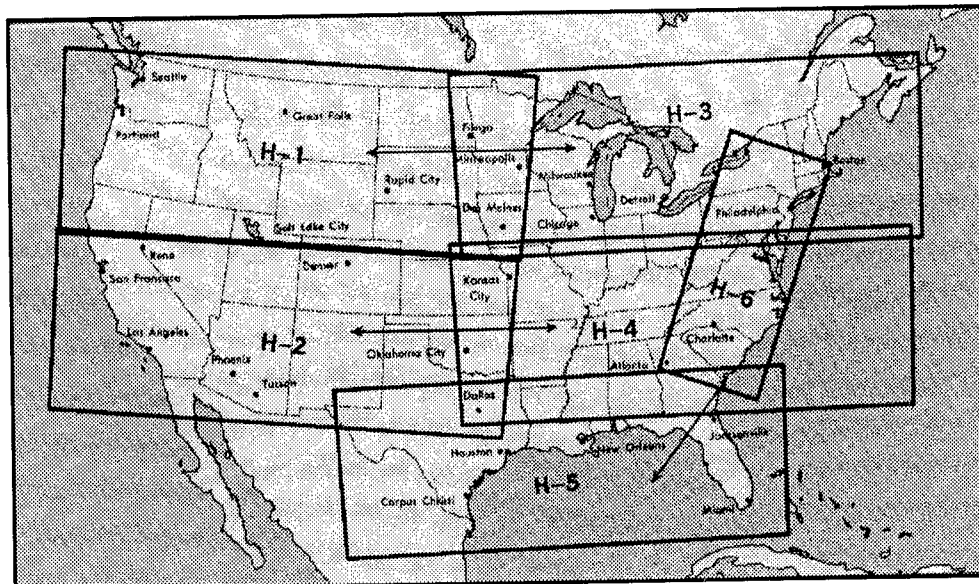 Seattle
Portland
Great Falls
H-1
Rapid City
Salt Lake City
Fargo
Minneapolis
Des Moines
Milwaukee
Chicago
Detroit
H-3
Boston
Philadelphia
Reno
San Francisco
Denver
Kansas
City
H-6
Los Angeles
H-2
Phoenix
Tucson
Oklahoma City
H-4
Charlotte
Atlanta
Dallas
Houston
New Orleans
Jacksonville
H-5
Corpus Christi
Miami